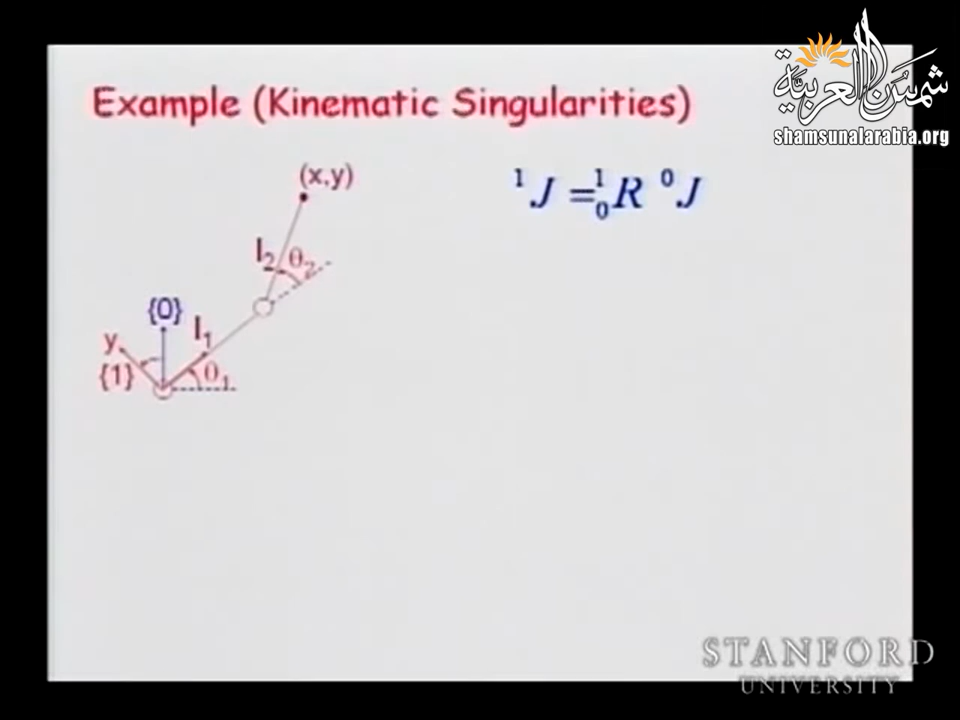 شمس العربية
shamsunalarabia.org
Example (Kinematic Singularities)
(x,y)
¹J = ¹₀R ⁰J
l₂ θ₂
{0}
l₁
y
{1} θ₁
STANFORD
UNIVERSITY